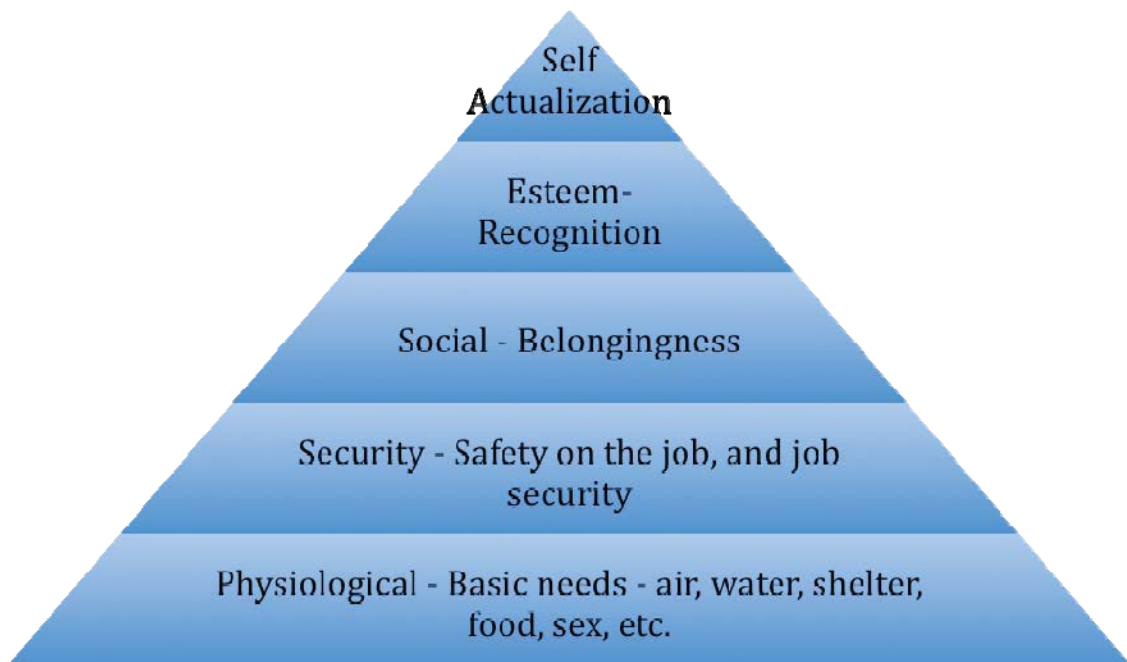 Self
Actualization
Esteem-
Recognition
Social - Belongingness
Security - Safety on the job, and job
security
Physiological - Basic needs - air, water, shelter,
food, sex, etc.